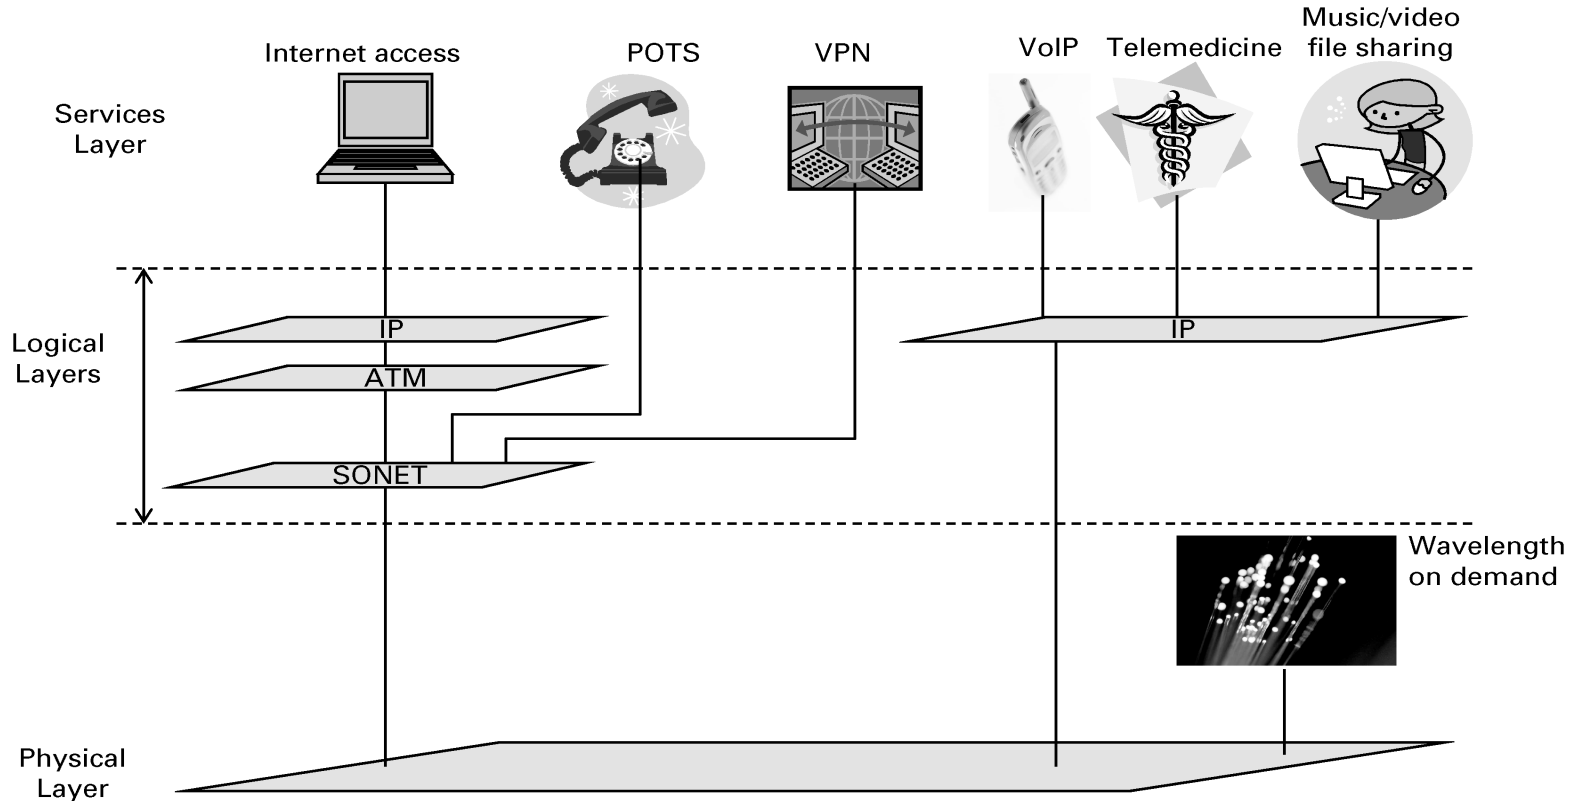 Internet access
POTS
VPN
VoIP
Telemedicine
Music/video
file sharing
Services
Layer
Logical
Layers
IP
ATM
SONET
IP
Wavelength
on demand
Physical
Layer